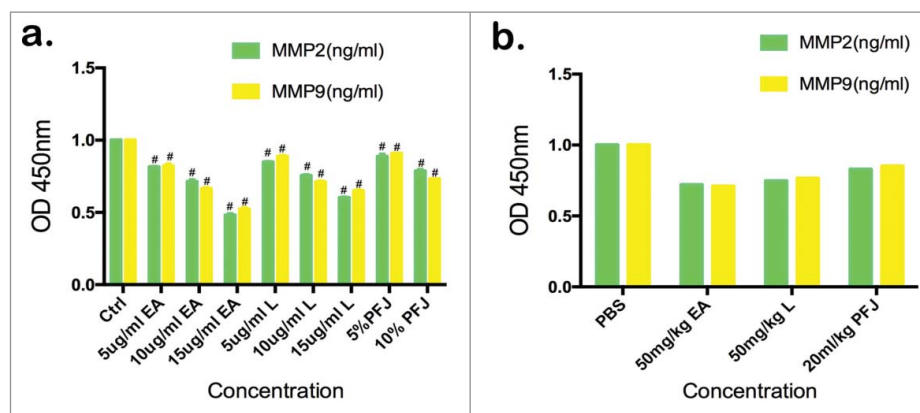 a.
MMP2(ng/ml)
MMP9(ng/ml)
1.5
1.0
0.5
0.0
OD 450nm
# # # # # # # # # # # # # # # #
Ctrl
5ug/ml EA
10ug/ml EA
15ug/ml EA
5ug/ml L
10ug/ml L
15ug/ml L
5%PFJ
10% PFJ
Concentration
b.
MMP2(ng/ml)
MMP9(ng/ml)
1.5
1.0
0.5
0.0
OD 450nm
PBS
50mg/kg EA
50mg/kg L
20ml/kg PFJ
Concentration